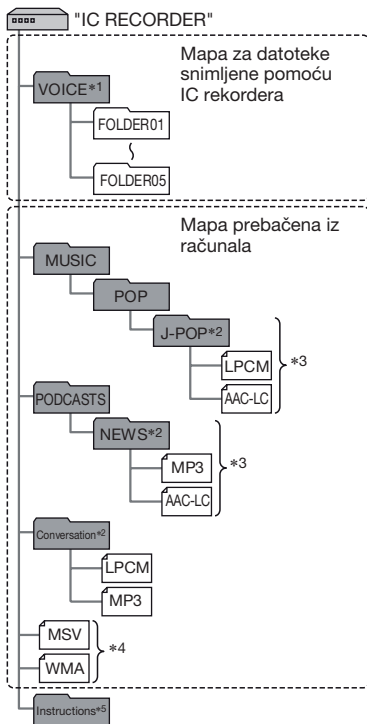 "IC RECORDER"
Mapa za datoteke
snimljene pomoću
IC rekordera
VOICE*1
FOLDER01
FOLDER05
Mapa prebačena iz
računala
MUSIC
POP
J-POP*2
LPCM
*3
AAC-LC
PODCASTS
NEWS*2
MP3
*3
AAC-LC
Conversation*2
LPCM
MP3
MSV
*4
WMA
Instructions*5